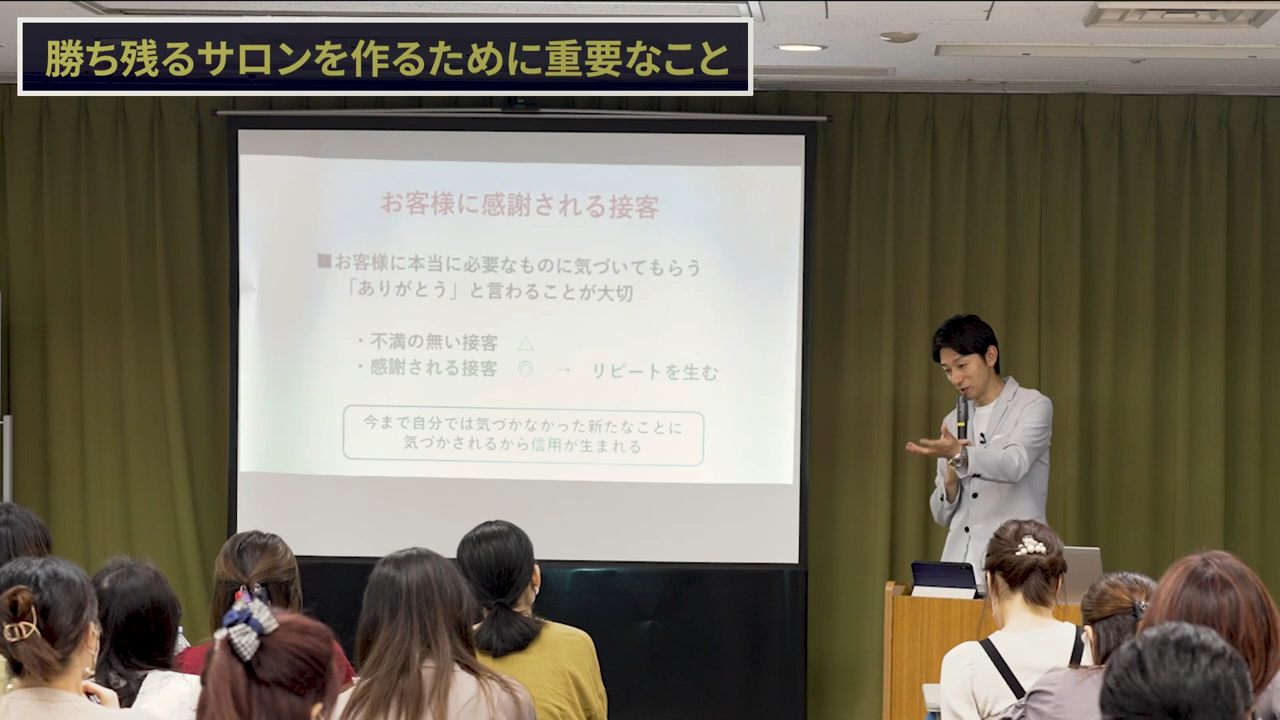 勝ち残るサロンを作るために重要なこと
お客様に感謝される接客
■お客様に本当に必要なものに気づいてもらう
「ありがとう」と言わることが大切
・不満の無い接客 △
・感謝される接客 ◎ → リピートを生む
今まで自分では気づかなかった新たなことに
気づかされるから信用が生まれる